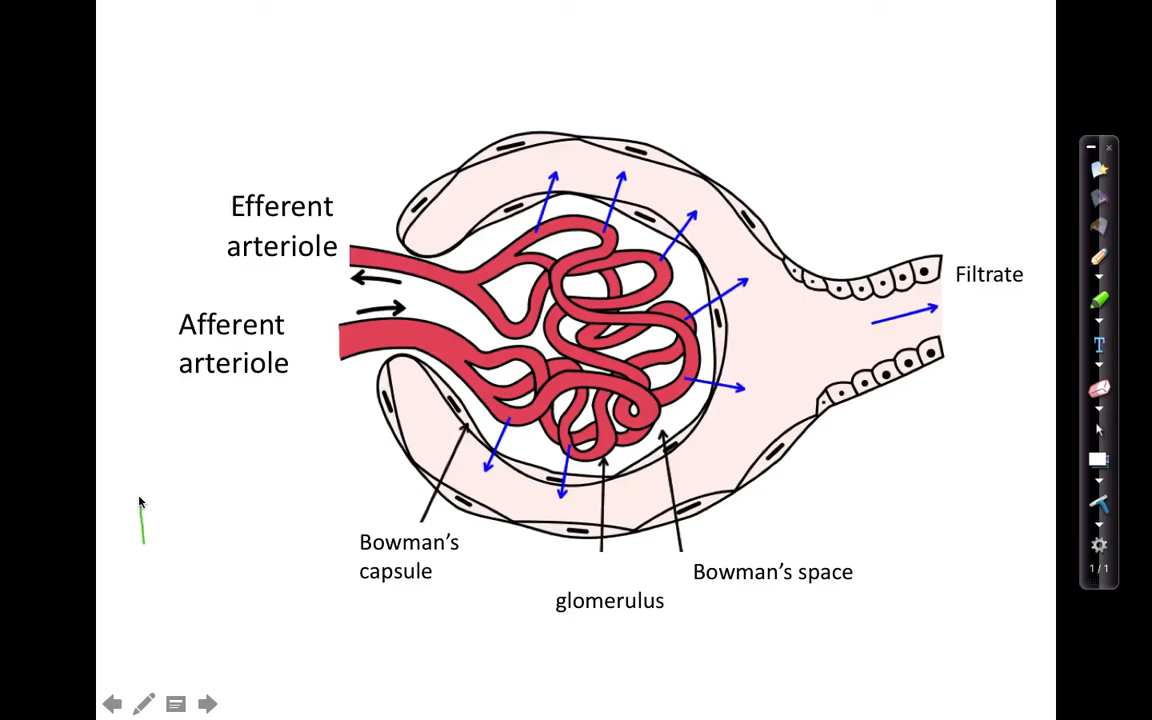 Efferent
arteriole
Filtrate
Afferent
arteriole
Bowman’s
capsule
Bowman’s space
glomerulus
T
1/1